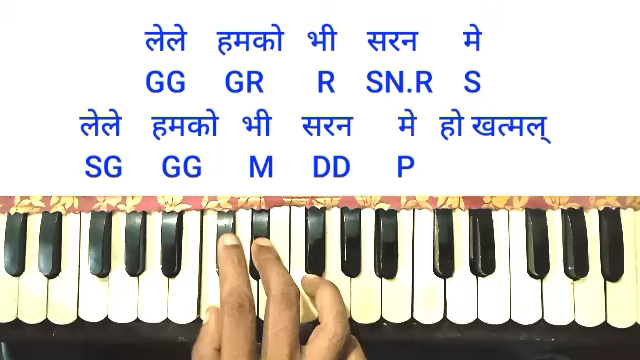 लेले हमको भी सरन मे
GG GR R SN.R S
लेले हमको भी सरन मे हो खत्मल्
SG GG M DD P